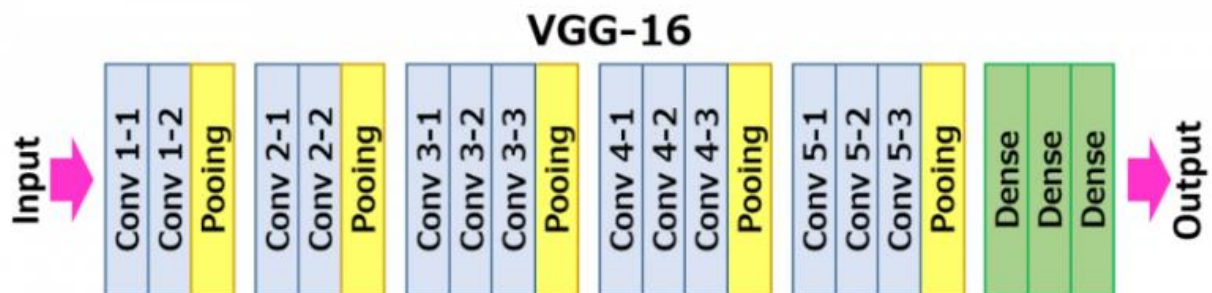 VGG-16
Input
Conv 1-1
Conv 1-2
Pooing
Conv 2-1
Conv 2-2
Pooing
Conv 3-1
Conv 3-2
Conv 3-3
Pooing
Conv 4-1
Conv 4-2
Conv 4-3
Pooing
Conv 5-1
Conv 5-2
Conv 5-3
Pooing
Dense
Dense
Dense
Output